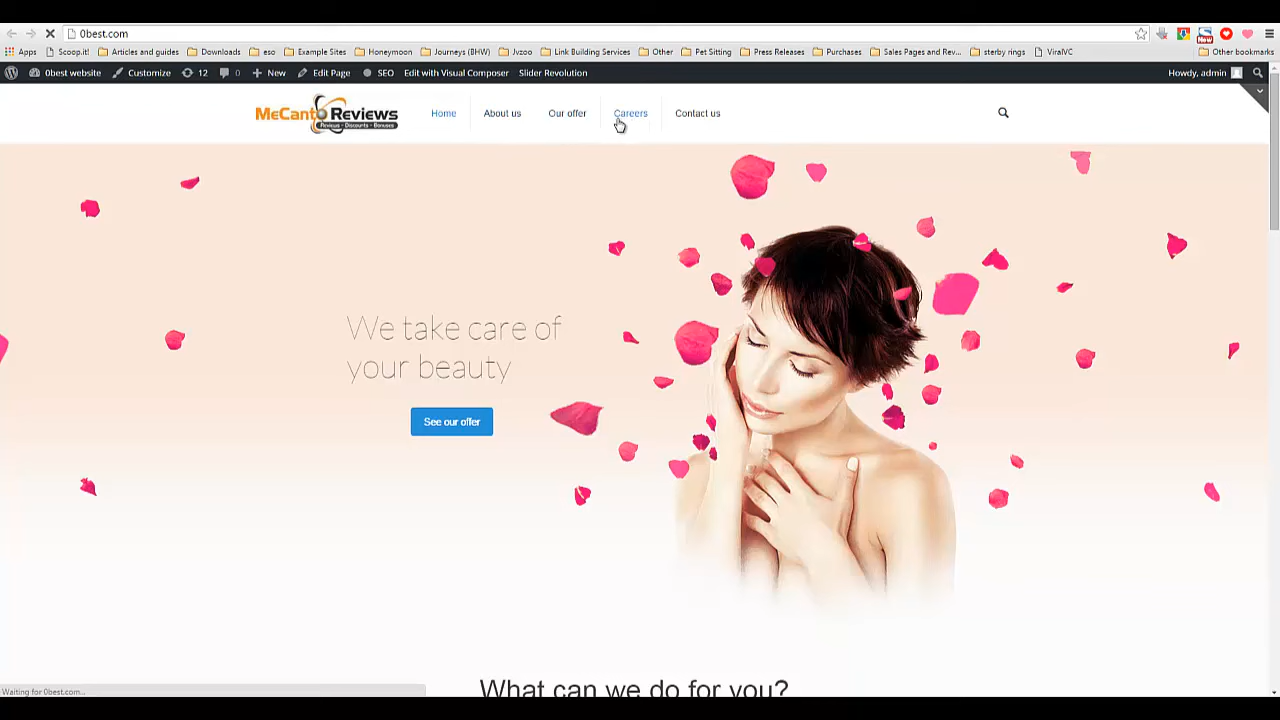 0best.com
Apps Scoop.it! Articles and guides Downloads eso Example Sites Honeymoon Journeys (BHW) Jvzoo Link Building Services Other Pet Sitting Press Releases Purchases Sales Pages and Rev... sterby rings ViralVC Other bookmarks
0best website Customize 12 0 New Edit Page SEO Edit with Visual Composer Slider Revolution Howdy, admin
MeCanto Reviews Home About us Our offer Careers Contact us
Reviews - Discounts - Bonuses
We take care of
your beauty
See our offer
What can we do for you?
Waiting for 0best.com...